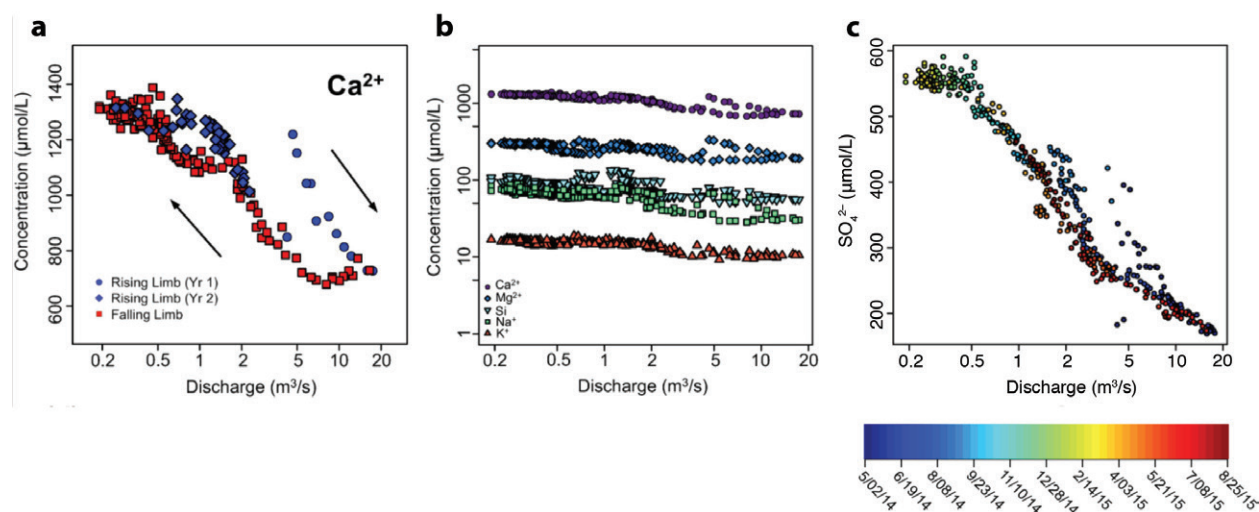 a
Ca²⁺
Concentration (µmol/L)
1400
1200
1000
800
600
Rising Limb (Yr 1)
Rising Limb (Yr 2)
Falling Limb
0.2 0.5 1 2 5 10 20
Discharge (m³/s)
b
Concentration (µmol/L)
1000
100
10
1
Ca²⁺
Mg²⁺
Si
Na⁺
K⁺
0.2 0.5 1 2 5 10 20
Discharge (m³/s)
c
SO₄²⁻ (µmol/L)
600
500
400
300
200
0.2 0.5 1 2 5 10 20
Discharge (m³/s)
5/02/14
6/19/14
8/08/14
9/23/14
11/10/14
12/28/14
2/14/15
4/03/15
5/21/15
7/08/15
8/25/15